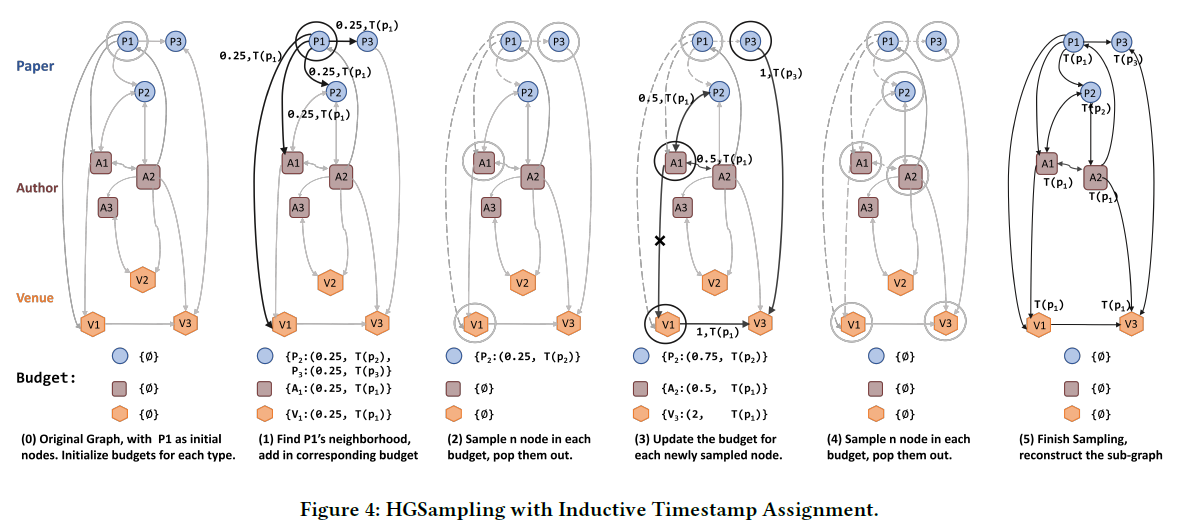 Paper
Author
Venue
Budget:
P1
P3
P2
A1
A2
A3
V2
V1
V3
{Ø}
{Ø}
{Ø}
(0) Original Graph, with P1 as initial
nodes. Initialize budgets for each type.
0.25,T(p₁)
0.25,T(p₁)
P1
P3
0.25,T(p₁)
P2
0.25,T(p₁)
A1
A2
A3
V2
V1
V3
{P₂:(0.25, T(p₂),
P₃:(0.25, T(p₃)}
{A₁:(0.25, T(p₁)}
{V₁:(0.25, T(p₁)}
(1) Find P1’s neighborhood,
add in corresponding budget
P1
P3
P2
A1
A2
A3
V2
V1
V3
{P₂:(0.25, T(p₂)}
{Ø}
{Ø}
(2) Sample n node in each
budget, pop them out.
P1
P3
1,T(p₃)
0.5,T(p₁)
P2
A1
0.5,T(p₁)
A2
A3
V2
V1
V3
1,T(p₁)
{P₂:(0.75, T(p₂)}
{A₂:(0.5, T(p₁)}
{V₃:(2, T(p₁)}
(3) Update the budget for
each newly sampled node.
P1
P3
P2
A1
A2
A3
V2
V1
V3
{Ø}
{Ø}
{Ø}
(4) Sample n node in each
budget, pop them out.
P1
P3
T(p₁)
T(p₃)
P2
T(p₂)
A1
A2
T(p₁)
T(p₁)
T(p₁)
T(p₁)
V1
V3
{Ø}
{Ø}
{Ø}
(5) Finish Sampling,
reconstruct the sub-graph
Figure 4: HGSampling with Inductive Timestamp Assignment.